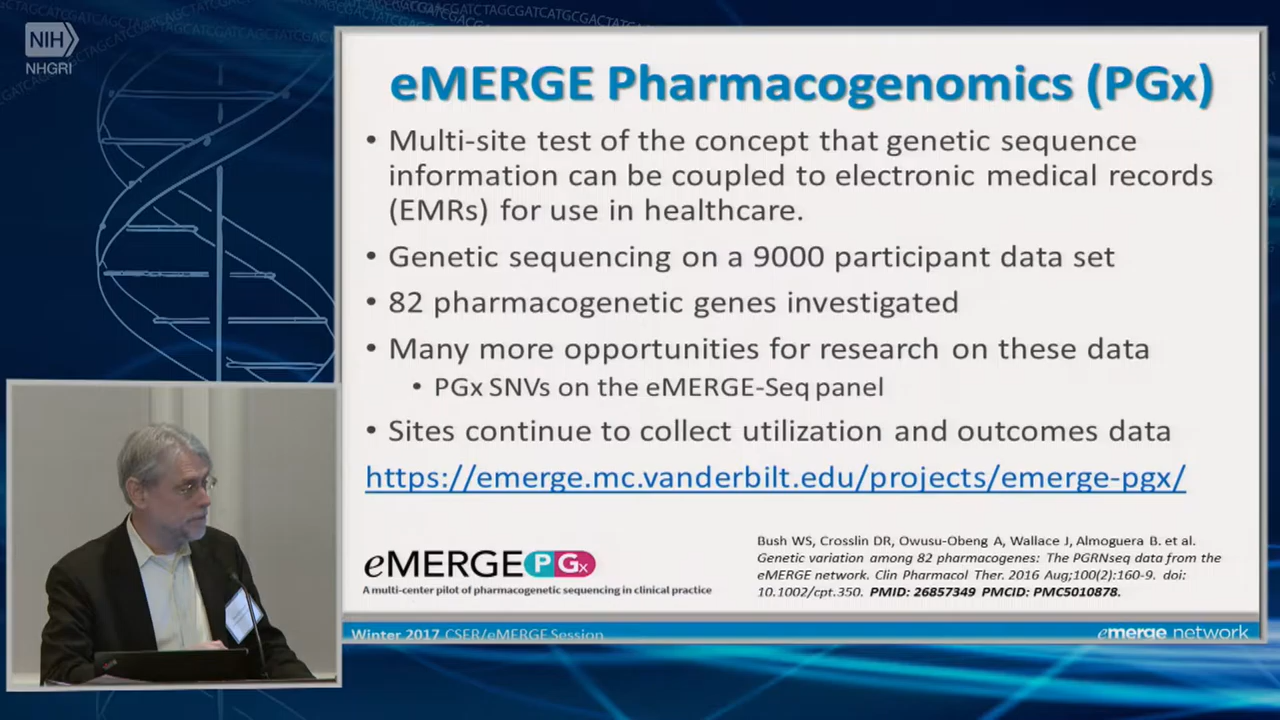 NIH
NHGRI
eMERGE Pharmacogenomics (PGx)
• Multi-site test of the concept that genetic sequence
information can be coupled to electronic medical records
(EMRs) for use in healthcare.
• Genetic sequencing on a 9000 participant data set
• 82 pharmacogenetic genes investigated
• Many more opportunities for research on these data
• PGx SNVs on the eMERGE-Seq panel
• Sites continue to collect utilization and outcomes data
https://emerge.mc.vanderbilt.edu/projects/emerge-pgx/
eMERGE PGx
A multi-center pilot of pharmacogenetic sequencing in clinical practice
Bush WS, Crosslin DR, Owusu-Obeng A, Wallace J, Almoguera B. et al.
Genetic variation among 82 pharmacogenes: The PGRNseq data from the
eMERGE network. Clin Pharmacol Ther. 2016 Aug;100(2):160-9. doi:
10.1002/cpt.350. PMID: 26857349 PMCID: PMC5010878.
Winter 2017 CSER/eMERGE Session
emerge network